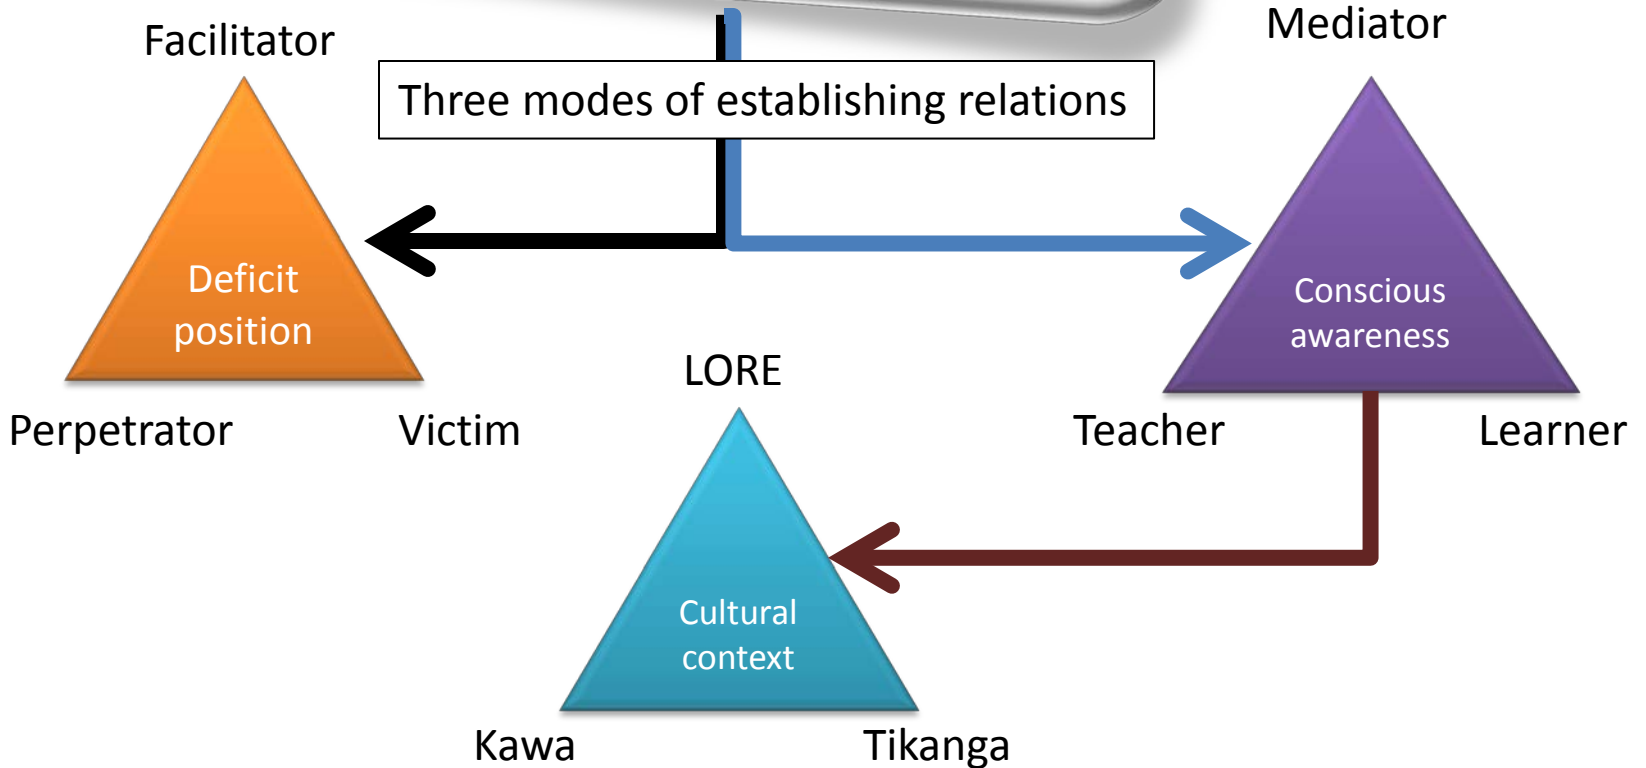 Facilitator
Mediator
Three modes of establishing relations
Deficit
position
Conscious
awareness
Perpetrator
Victim
LORE
Teacher
Learner
Cultural
context
Kawa
Tikanga